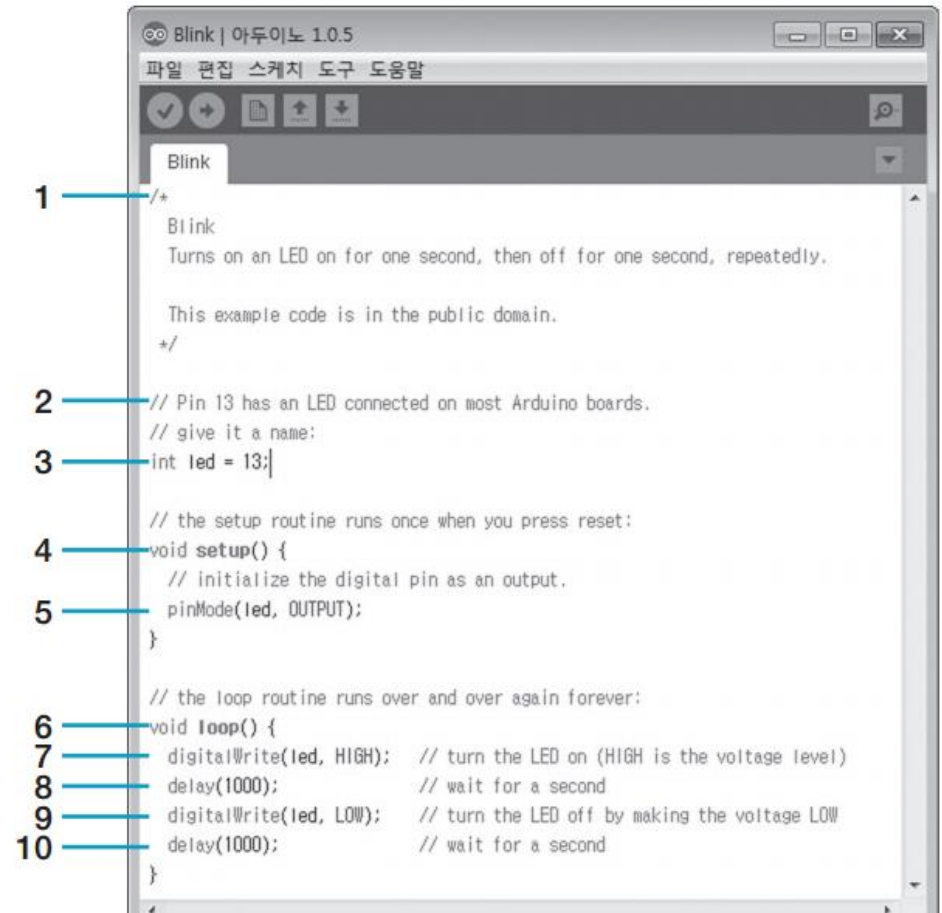 Blink | 아두이노 1.0.5
파일 편집 스케치 도구 도움말
Blink
1 /*
Blink
Turns on an LED on for one second, then off for one second, repeatedly.
This example code is in the public domain.
*/
2 // Pin 13 has an LED connected on most Arduino boards.
// give it a name:
3 int led = 13;
// the setup routine runs once when you press reset:
4 void setup() {
// initialize the digital pin as an output.
5 pinMode(led, OUTPUT);
}
// the loop routine runs over and over again forever:
6 void loop() {
7 digitalWrite(led, HIGH); // turn the LED on (HIGH is the voltage level)
8 delay(1000); // wait for a second
9 digitalWrite(led, LOW); // turn the LED off by making the voltage LOW
10 delay(1000); // wait for a second
}